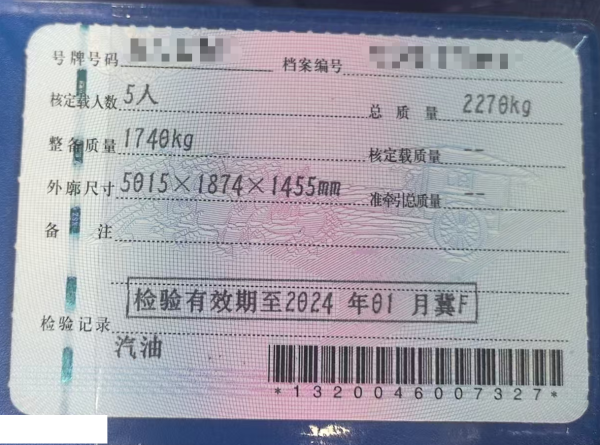 号牌号码 档案编号
核定载人数 5人 总质量 2270kg
整备质量 1740kg 核定载质量 --
外廓尺寸 5015×1874×1455mm 准牵引总质量 --
备注
检验有效期至2024 年01 月冀F
检验记录
汽油
*1320046007327*